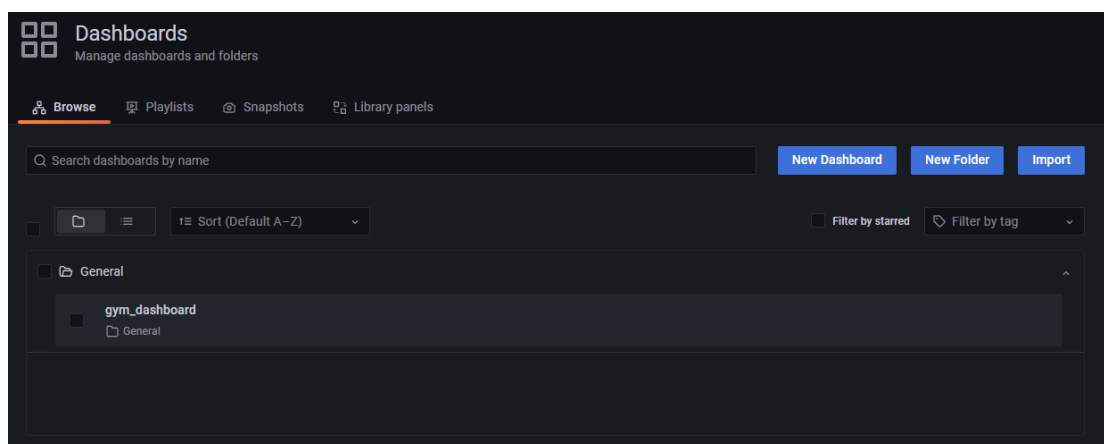 Dashboards
Manage dashboards and folders
Browse Playlists Snapshots Library panels
Search dashboards by name New Dashboard New Folder Import
Sort (Default A–Z) Filter by starred Filter by tag
General
gym_dashboard
General